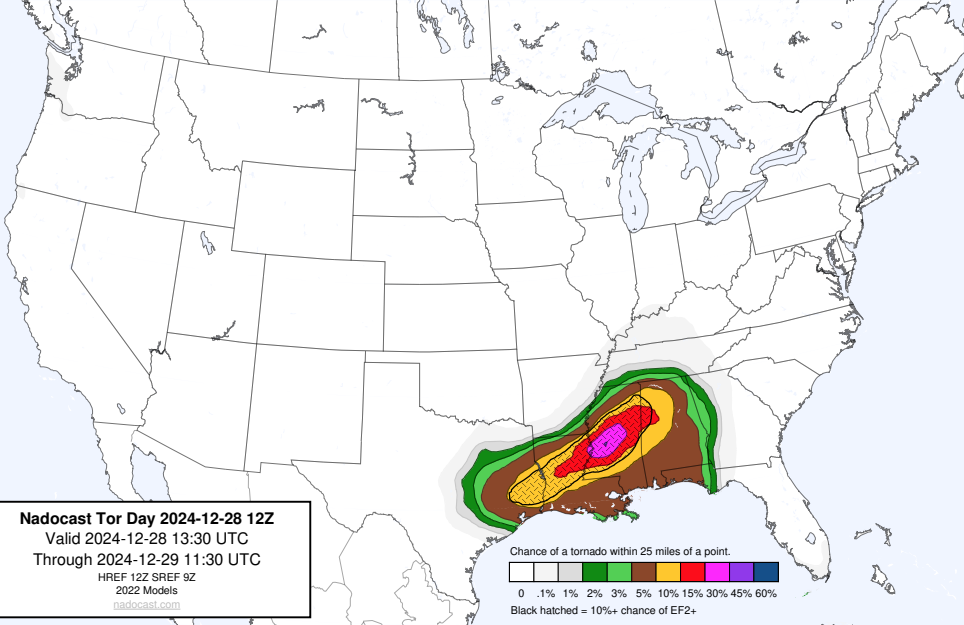 Nadocast Tor Day 2024-12-28 12Z
Valid 2024-12-28 13:30 UTC
Through 2024-12-29 11:30 UTC
HREF 12Z SREF 9Z
2022 Models
nadocast.com
Chance of a tornado within 25 miles of a point.
0 .1% 1% 2% 3% 5% 10% 15% 30% 45% 60%
Black hatched = 10%+ chance of EF2+